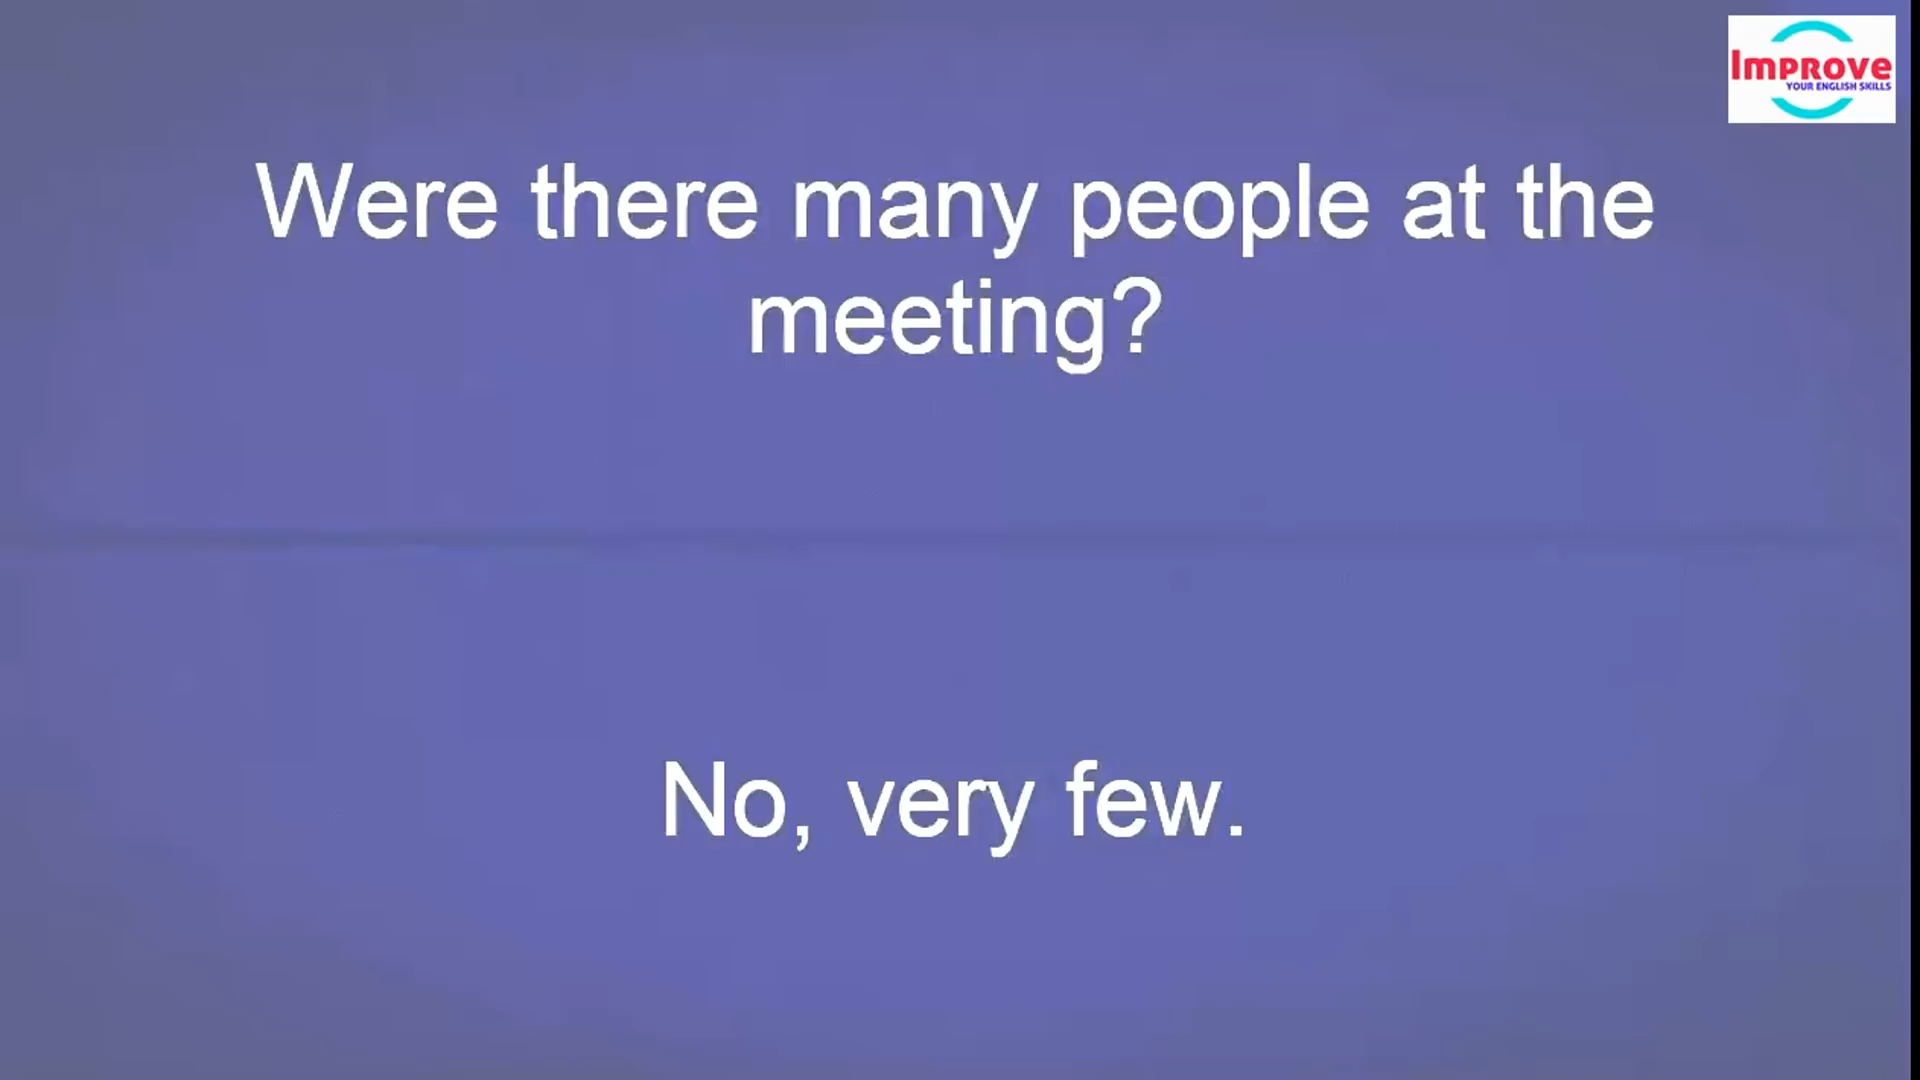 IMPROVE
YOUR ENGLISH SKILLS
Were there many people at the
meeting?
No, very few.